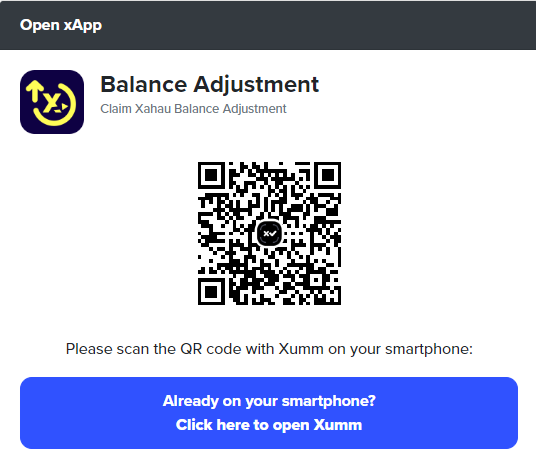 Open xApp
Balance Adjustment
Claim Xahau Balance Adjustment
Please scan the QR code with Xumm on your smartphone:
Already on your smartphone?
Click here to open Xumm